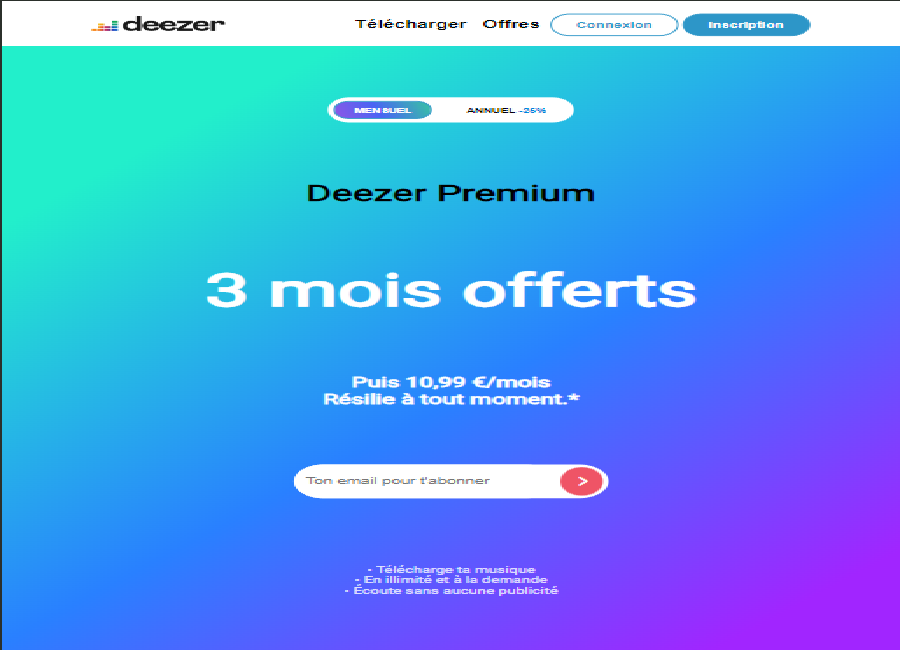 deezer Télécharger Offres Connexion Inscription
MENSUEL ANNUEL -25%
Deezer Premium
3 mois offerts
Puis 10,99 €/mois
Résilie à tout moment.*
Ton email pour t'abonner >
- Télécharge ta musique
- En illimité et à la demande
- Écoute sans aucune publicité